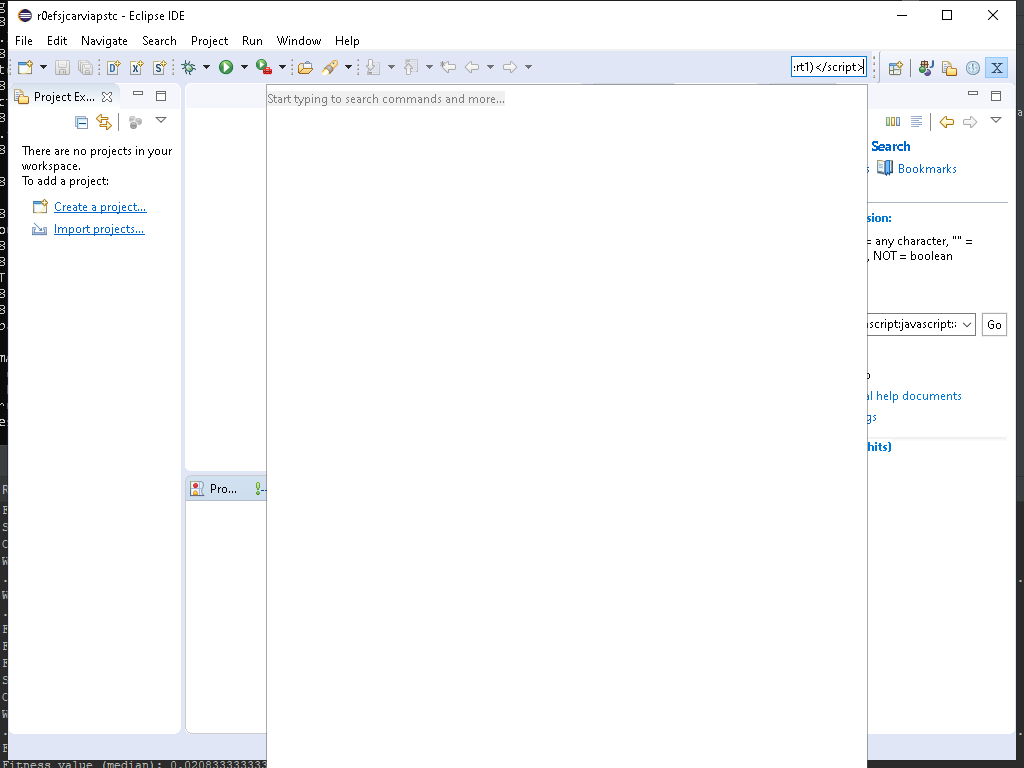 r0efsjcarviapstc - Eclipse IDE
File Edit Navigate Search Project Run Window Help
:rt1)</script>
Project Ex...
Start typing to search commands and more...
There are no projects in your
workspace.
To add a project:
Create a project...
Import projects...
Search
Bookmarks
sion:
= any character, "" =
, NOT = boolean
script:javascript:
Go
al help documents
gs
hits)
Pro...
Fitness value (median): 0.0208333333333